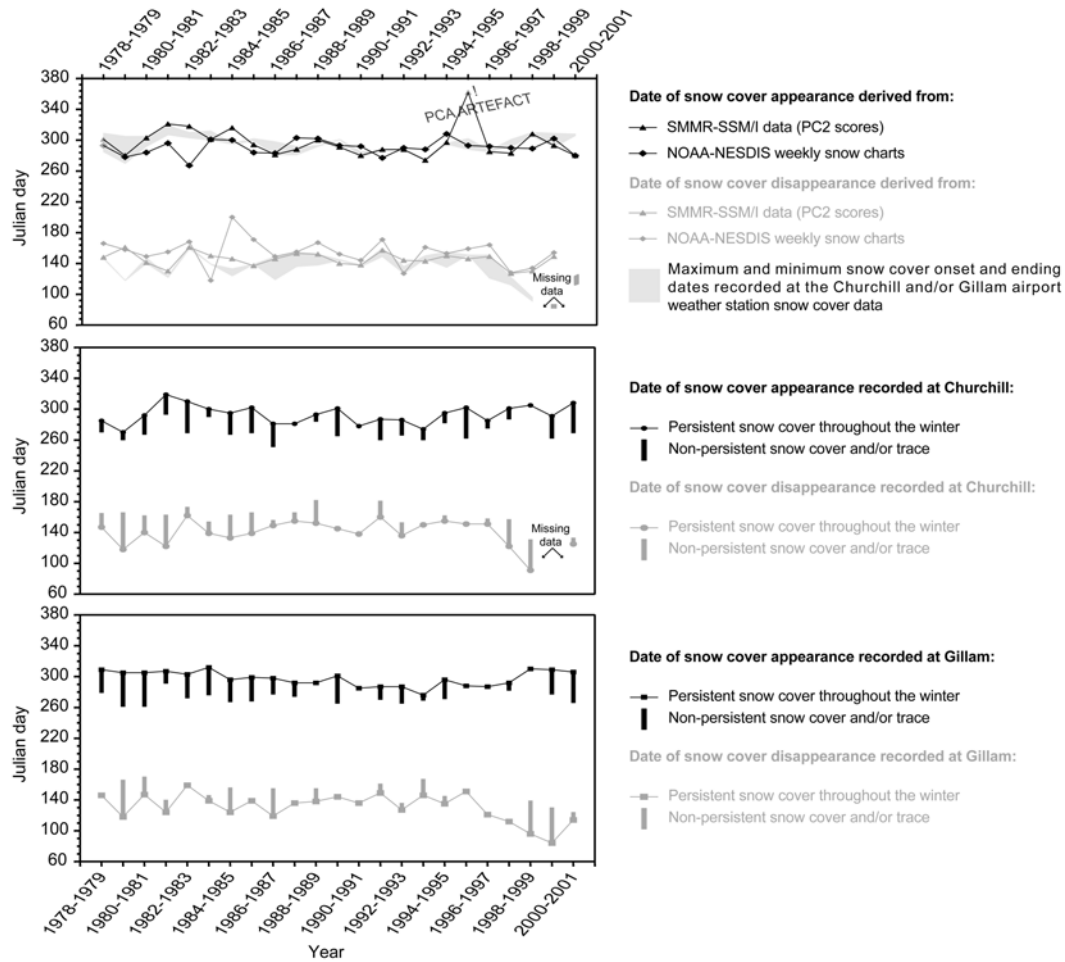 1978-1979
1980-1981
1982-1983
1984-1985
1986-1987
1988-1989
1990-1991
1992-1993
1994-1995
1996-1997
1998-1999
2000-2001
380
340
300
260
220
180
140
100
60
Julian day
PCA ARTEFACT !
Missing
data
Date of snow cover appearance derived from:
SMMR-SSM/I data (PC2 scores)
NOAA-NESDIS weekly snow charts
Date of snow cover disappearance derived from:
SMMR-SSM/I data (PC2 scores)
NOAA-NESDIS weekly snow charts
Maximum and minimum snow cover onset and ending
dates recorded at the Churchill and/or Gillam airport
weather station snow cover data
380
340
300
260
220
180
140
100
60
Julian day
Missing
data
Date of snow cover appearance recorded at Churchill:
Persistent snow cover throughout the winter
Non-persistent snow cover and/or trace
Date of snow cover disappearance recorded at Churchill:
Persistent snow cover throughout the winter
Non-persistent snow cover and/or trace
380
340
300
260
220
180
140
100
60
Julian day
Date of snow cover appearance recorded at Gillam:
Persistent snow cover throughout the winter
Non-persistent snow cover and/or trace
Date of snow cover disappearance recorded at Gillam:
Persistent snow cover throughout the winter
Non-persistent snow cover and/or trace
1978-1979
1980-1981
1982-1983
1984-1985
1986-1987
1988-1989
1990-1991
1992-1993
1994-1995
1996-1997
1998-1999
2000-2001
Year